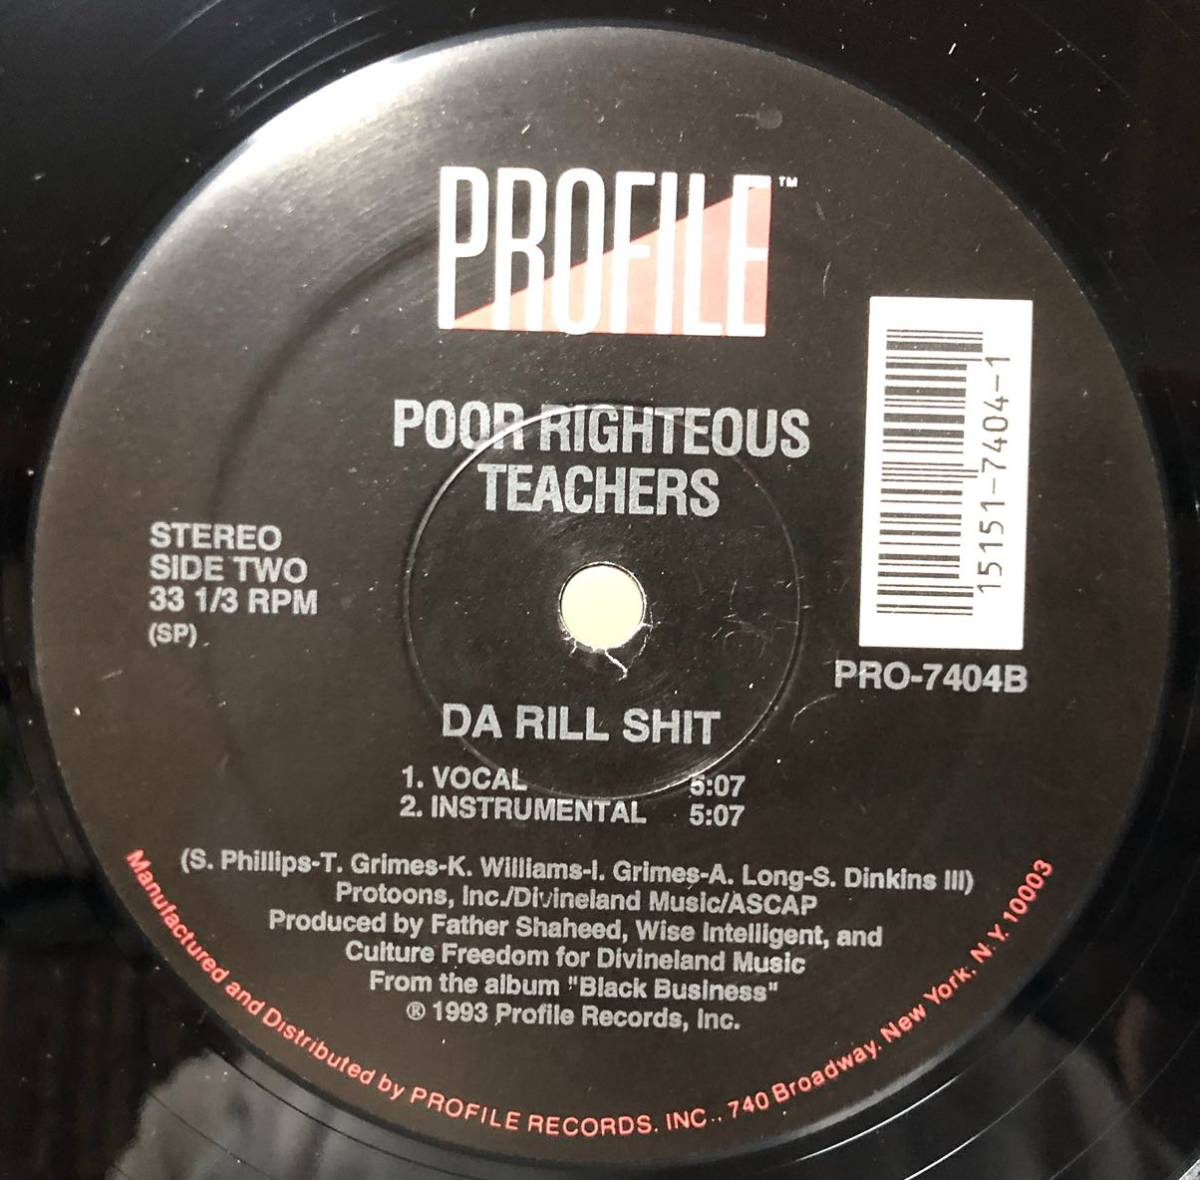 PROFILE™
POOR RIGHTEOUS
TEACHERS
STEREO
SIDE TWO
33 1/3 RPM
(SP)
15151-7404-1
PRO-7404B
DA RILL SHIT
1. VOCAL 5:07
2. INSTRUMENTAL 5:07
(S. Phillips-T. Grimes-K. Williams-I. Grimes-A. Long-S. Dinkins III)
Protoons, Inc./Divineland Music/ASCAP
Produced by Father Shaheed, Wise Intelligent, and
Culture Freedom for Divineland Music
From the album "Black Business"
℗ 1993 Profile Records, Inc.
Manufactured and Distributed by PROFILE RECORDS, INC., 740 Broadway, New York, N.Y. 10003